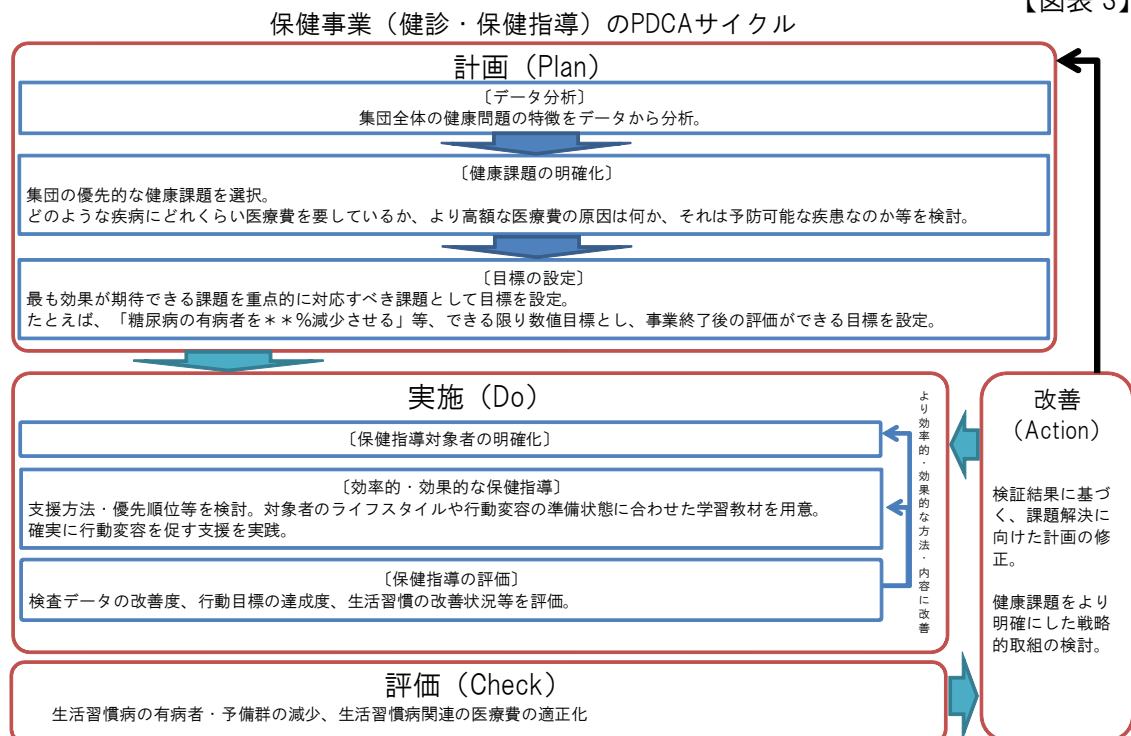 【図表 3】
保健事業（健診・保健指導）のPDCAサイクル
計画（Plan）
〔データ分析〕
集団全体の健康問題の特徴をデータから分析。
〔健康課題の明確化〕
集団の優先的な健康課題を選択。
どのような疾病にどれくらい医療費を要しているか、より高額な医療費の原因は何か、それは予防可能な疾患なのか等を検討。
〔目標の設定〕
最も効果が期待できる課題を重点的に対応すべき課題として目標を設定。
たとえば、「糖尿病の有病者を＊＊%減少させる」等、できる限り数値目標とし、事業終了後の評価ができる目標を設定。
実施（Do）
〔保健指導対象者の明確化〕
〔効率的・効果的な保健指導〕
支援方法・優先順位等を検討。対象者のライフスタイルや行動変容の準備状態に合わせた学習教材を用意。
確実に行動変容を促す支援を実践。
〔保健指導の評価〕
検査データの改善度、行動目標の達成度、生活習慣の改善状況等を評価。
より効率的・効果的な方法・内容に改善
改善
（Action）
検証結果に基づ
く、課題解決に
向けた計画の修
正。
健康課題をより
明確にした戦略
的取組の検討。
評価（Check）
生活習慣病の有病者・予備群の減少、生活習慣病関連の医療費の適正化